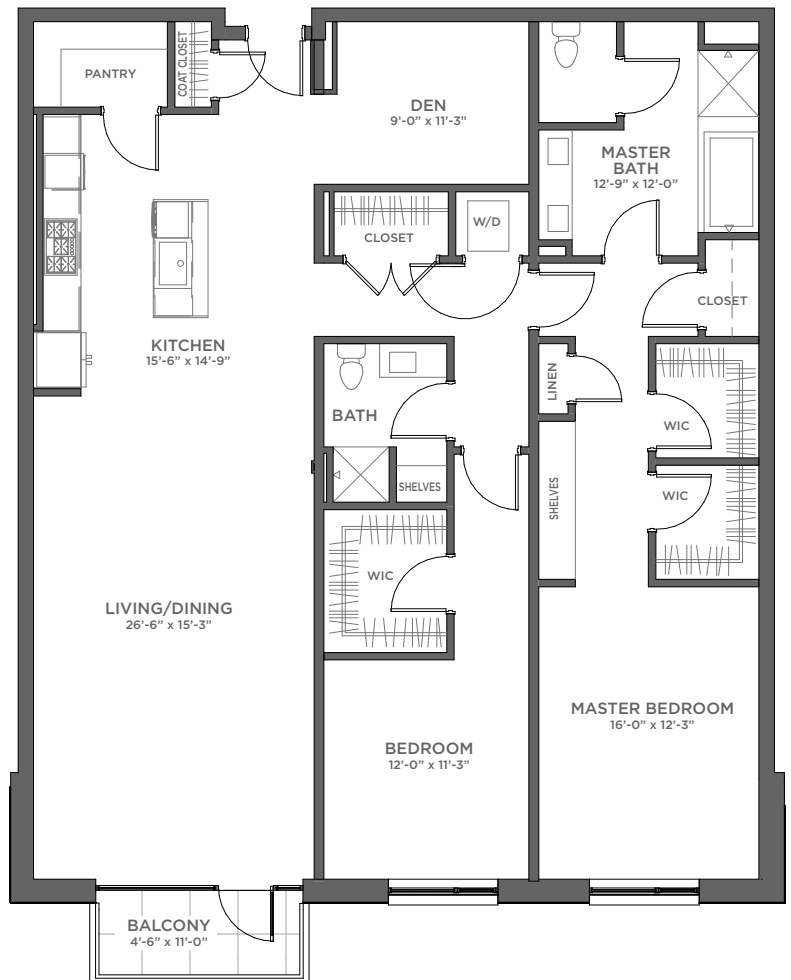 PANTRY
COAT CLOSET
DEN
9'-0" x 11'-3"
MASTER
BATH
12'-9" x 12'-0"
W/D
CLOSET
CLOSET
KITCHEN
15'-6" x 14'-9"
LINEN
BATH
WIC
SHELVES
SHELVES
WIC
WIC
LIVING/DINING
26'-6" x 15'-3"
MASTER BEDROOM
16'-0" x 12'-3"
BEDROOM
12'-0" x 11'-3"
BALCONY
4'-6" x 11'-0"